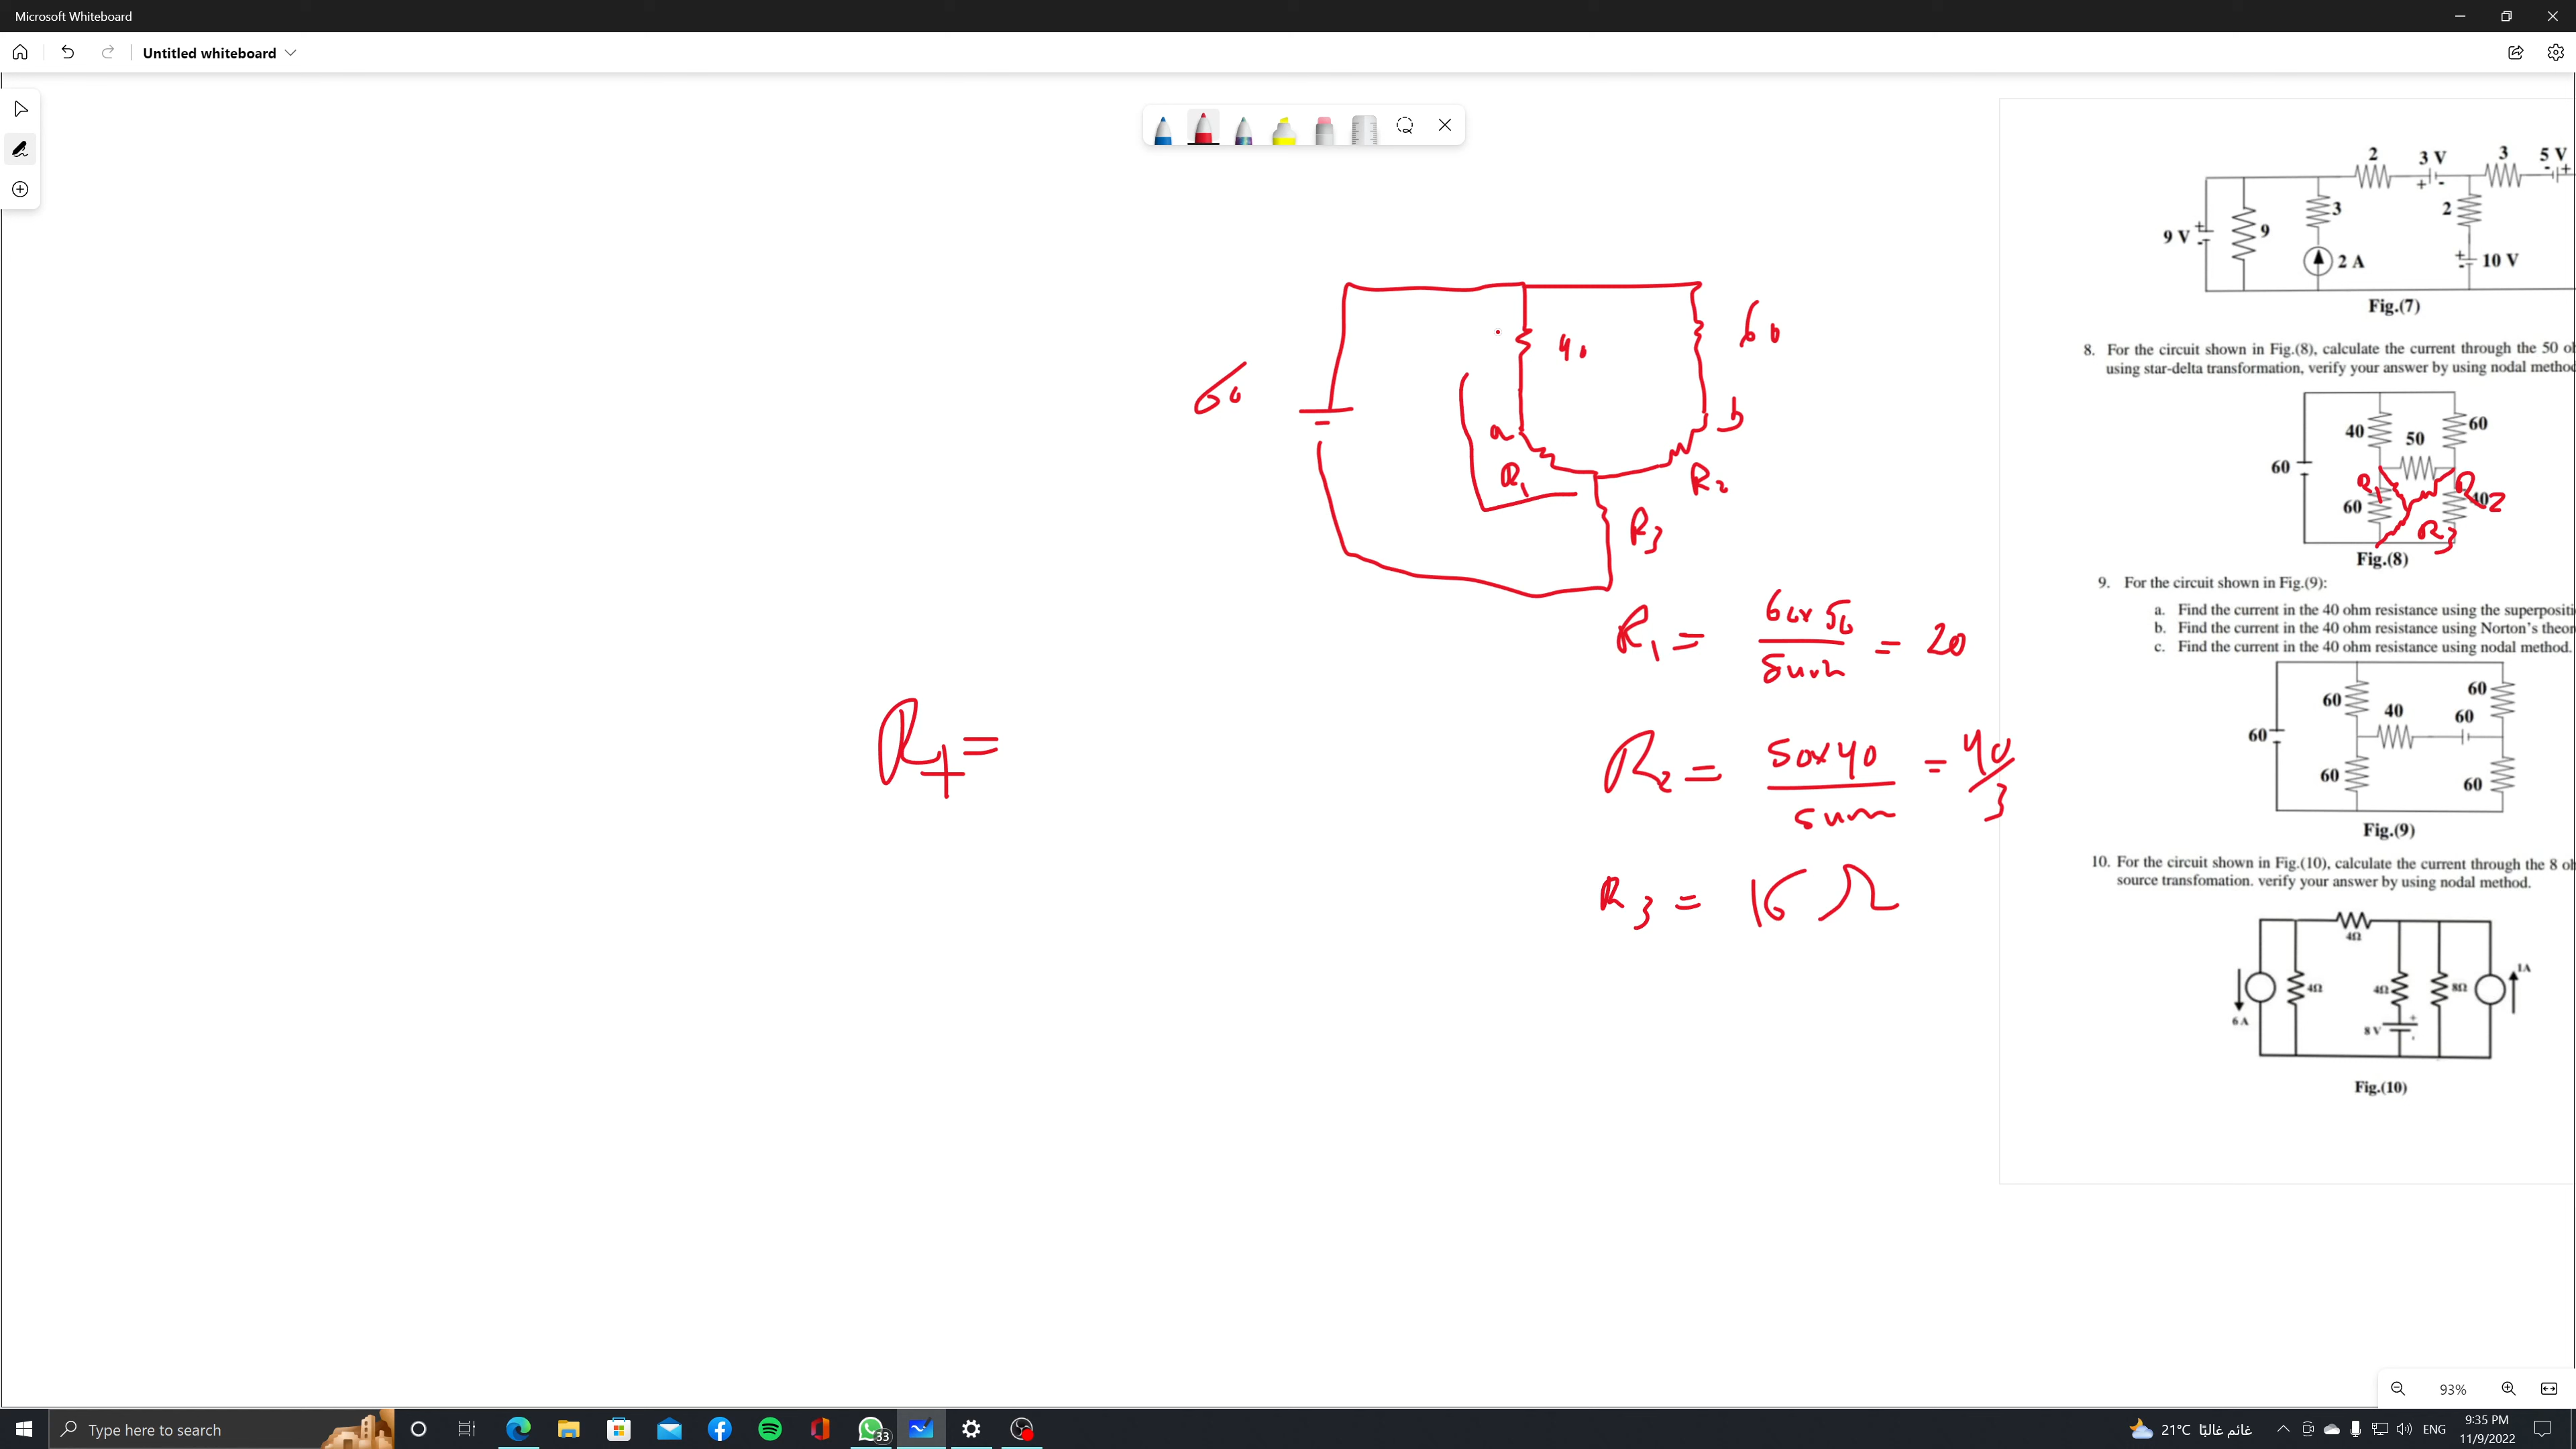 Microsoft Whiteboard
Untitled whiteboard
2 3 V 3 5 V
+ - - +
3 2
9 V + - 9
2 A + - 10 V
Fig.(7)
60
40
60
a
b
R1
R2
R3
8. For the circuit shown in Fig.(8), calculate the current through the 50 o
using star-delta transformation, verify your answer by using nodal metho
60
40
50
60
R1
60
R2
40
R3
Fig.(8)
R1 = 60x50 / sum = 20
R2 = 50x40 / sum = 40/3
R3 = 16 Ω
RT =
9. For the circuit shown in Fig.(9):
a. Find the current in the 40 ohm resistance using the superpositi
b. Find the current in the 40 ohm resistance using Norton's theor
c. Find the current in the 40 ohm resistance using nodal method.
60
60
40
60
60
60
60
Fig.(9)
10. For the circuit shown in Fig.(10), calculate the current through the 8 o
source transfomation. verify your answer by using nodal method.
4Ω
1A
4Ω
4Ω
8Ω
6 A
8 V
+
Fig.(10)
93%
Type here to search
33
21°C غائم غالبًا
ENG
9:35 PM
11/9/2022